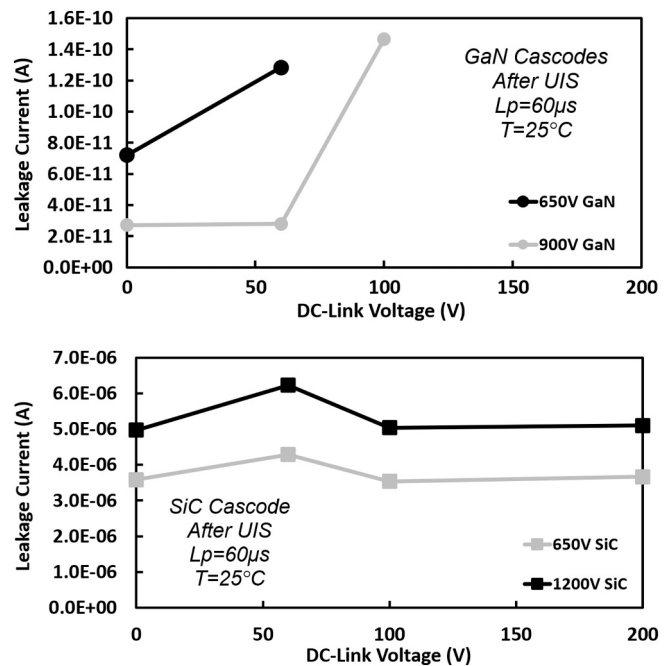 1.6E-10
1.4E-10
1.2E-10
1.0E-10
8.0E-11
6.0E-11
4.0E-11
2.0E-11
0.0E+00
Leakage Current (A)
GaN Cascodes
After UIS
Lp=60µs
T=25°C
650V GaN
900V GaN
0 50 100 150 200
DC-Link Voltage (V)
7.0E-06
6.0E-06
5.0E-06
4.0E-06
3.0E-06
2.0E-06
1.0E-06
0.0E+00
Leakage Current (A)
SiC Cascode
After UIS
Lp=60µs
T=25°C
650V SiC
1200V SiC
0 50 100 150 200
DC-Link Voltage (V)